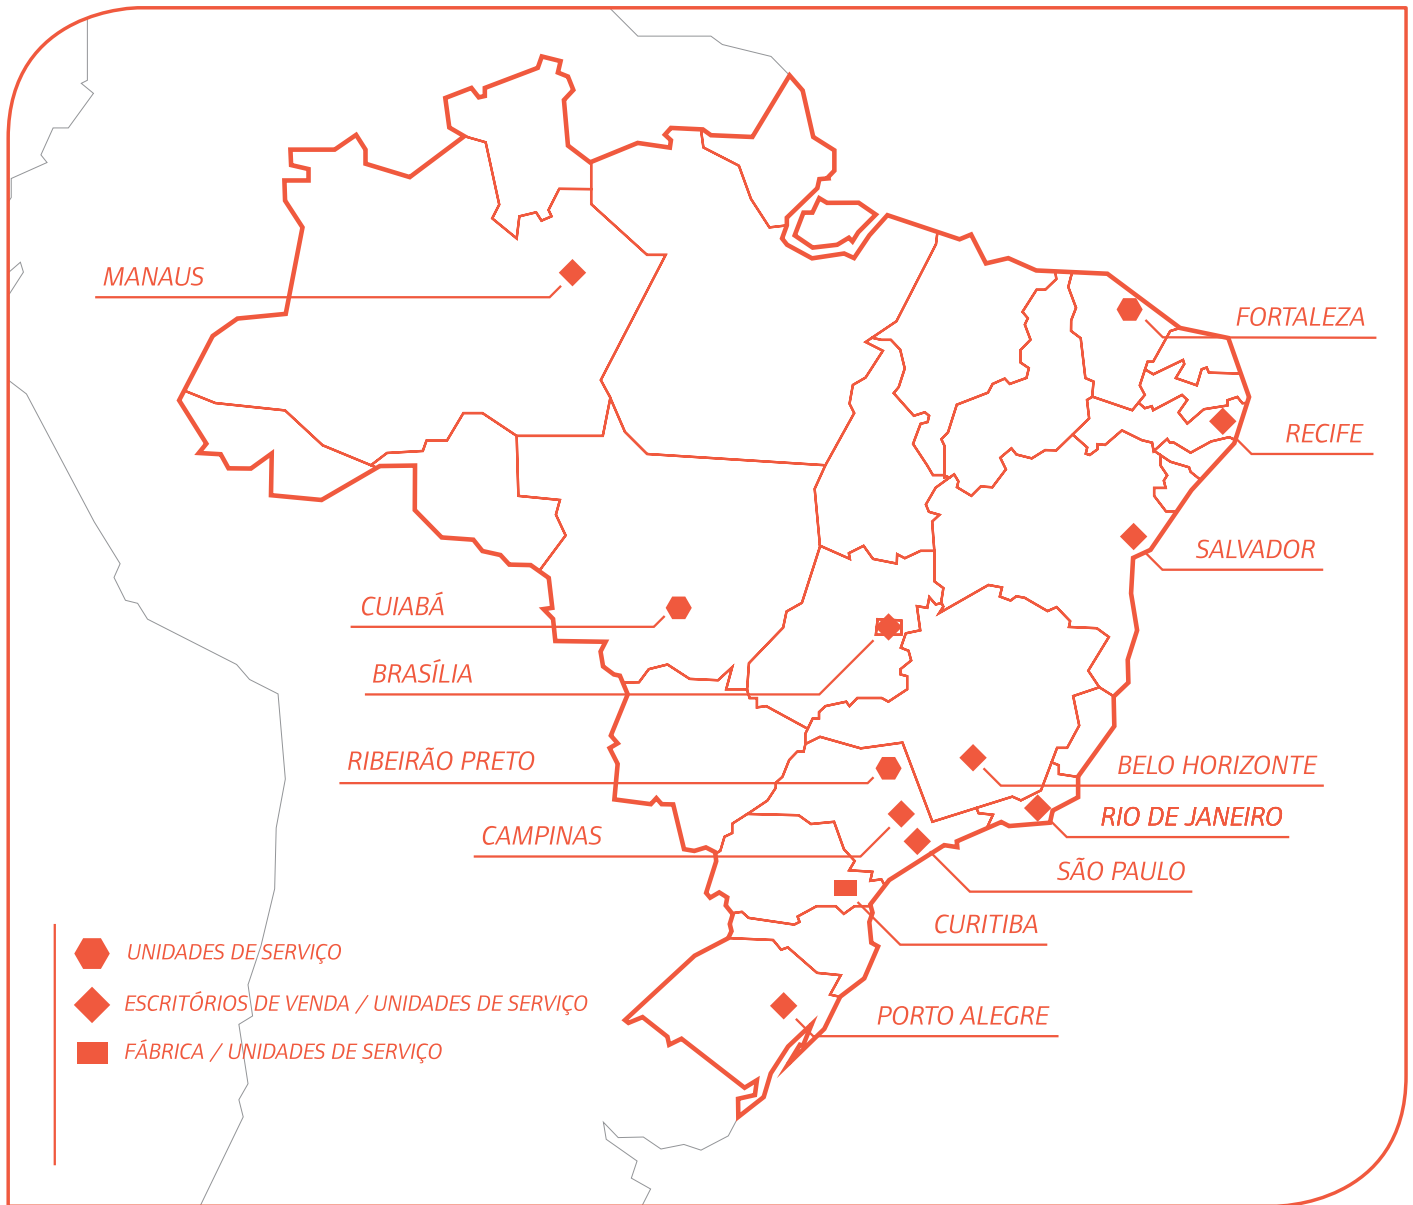 MANAUS
FORTALEZA
RECIFE
SALVADOR
CUIABÁ
BRASÍLIA
RIBEIRÃO PRETO
BELO HORIZONTE
RIO DE JANEIRO
CAMPINAS
SÃO PAULO
CURITIBA
PORTO ALEGRE
UNIDADES DE SERVIÇO
ESCRITÓRIOS DE VENDA / UNIDADES DE SERVIÇO
FÁBRICA / UNIDADES DE SERVIÇO